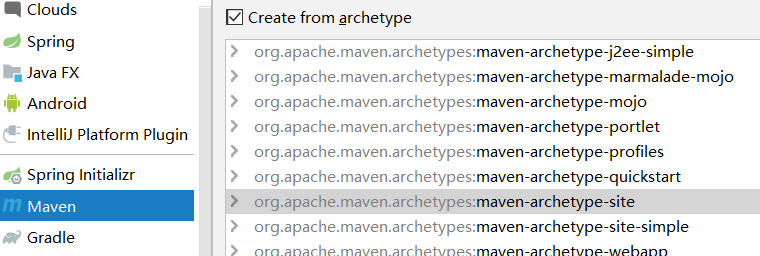 Clouds
Spring
Java FX
Android
IntelliJ Platform Plugin
Spring Initializr
Maven
Gradle
Create from archetype
org.apache.maven.archetypes:maven-archetype-j2ee-simple
org.apache.maven.archetypes:maven-archetype-marmalade-mojo
org.apache.maven.archetypes:maven-archetype-mojo
org.apache.maven.archetypes:maven-archetype-portlet
org.apache.maven.archetypes:maven-archetype-profiles
org.apache.maven.archetypes:maven-archetype-quickstart
org.apache.maven.archetypes:maven-archetype-site
org.apache.maven.archetypes:maven-archetype-site-simple
org.apache.maven.archetypes:maven-archetype-webapp